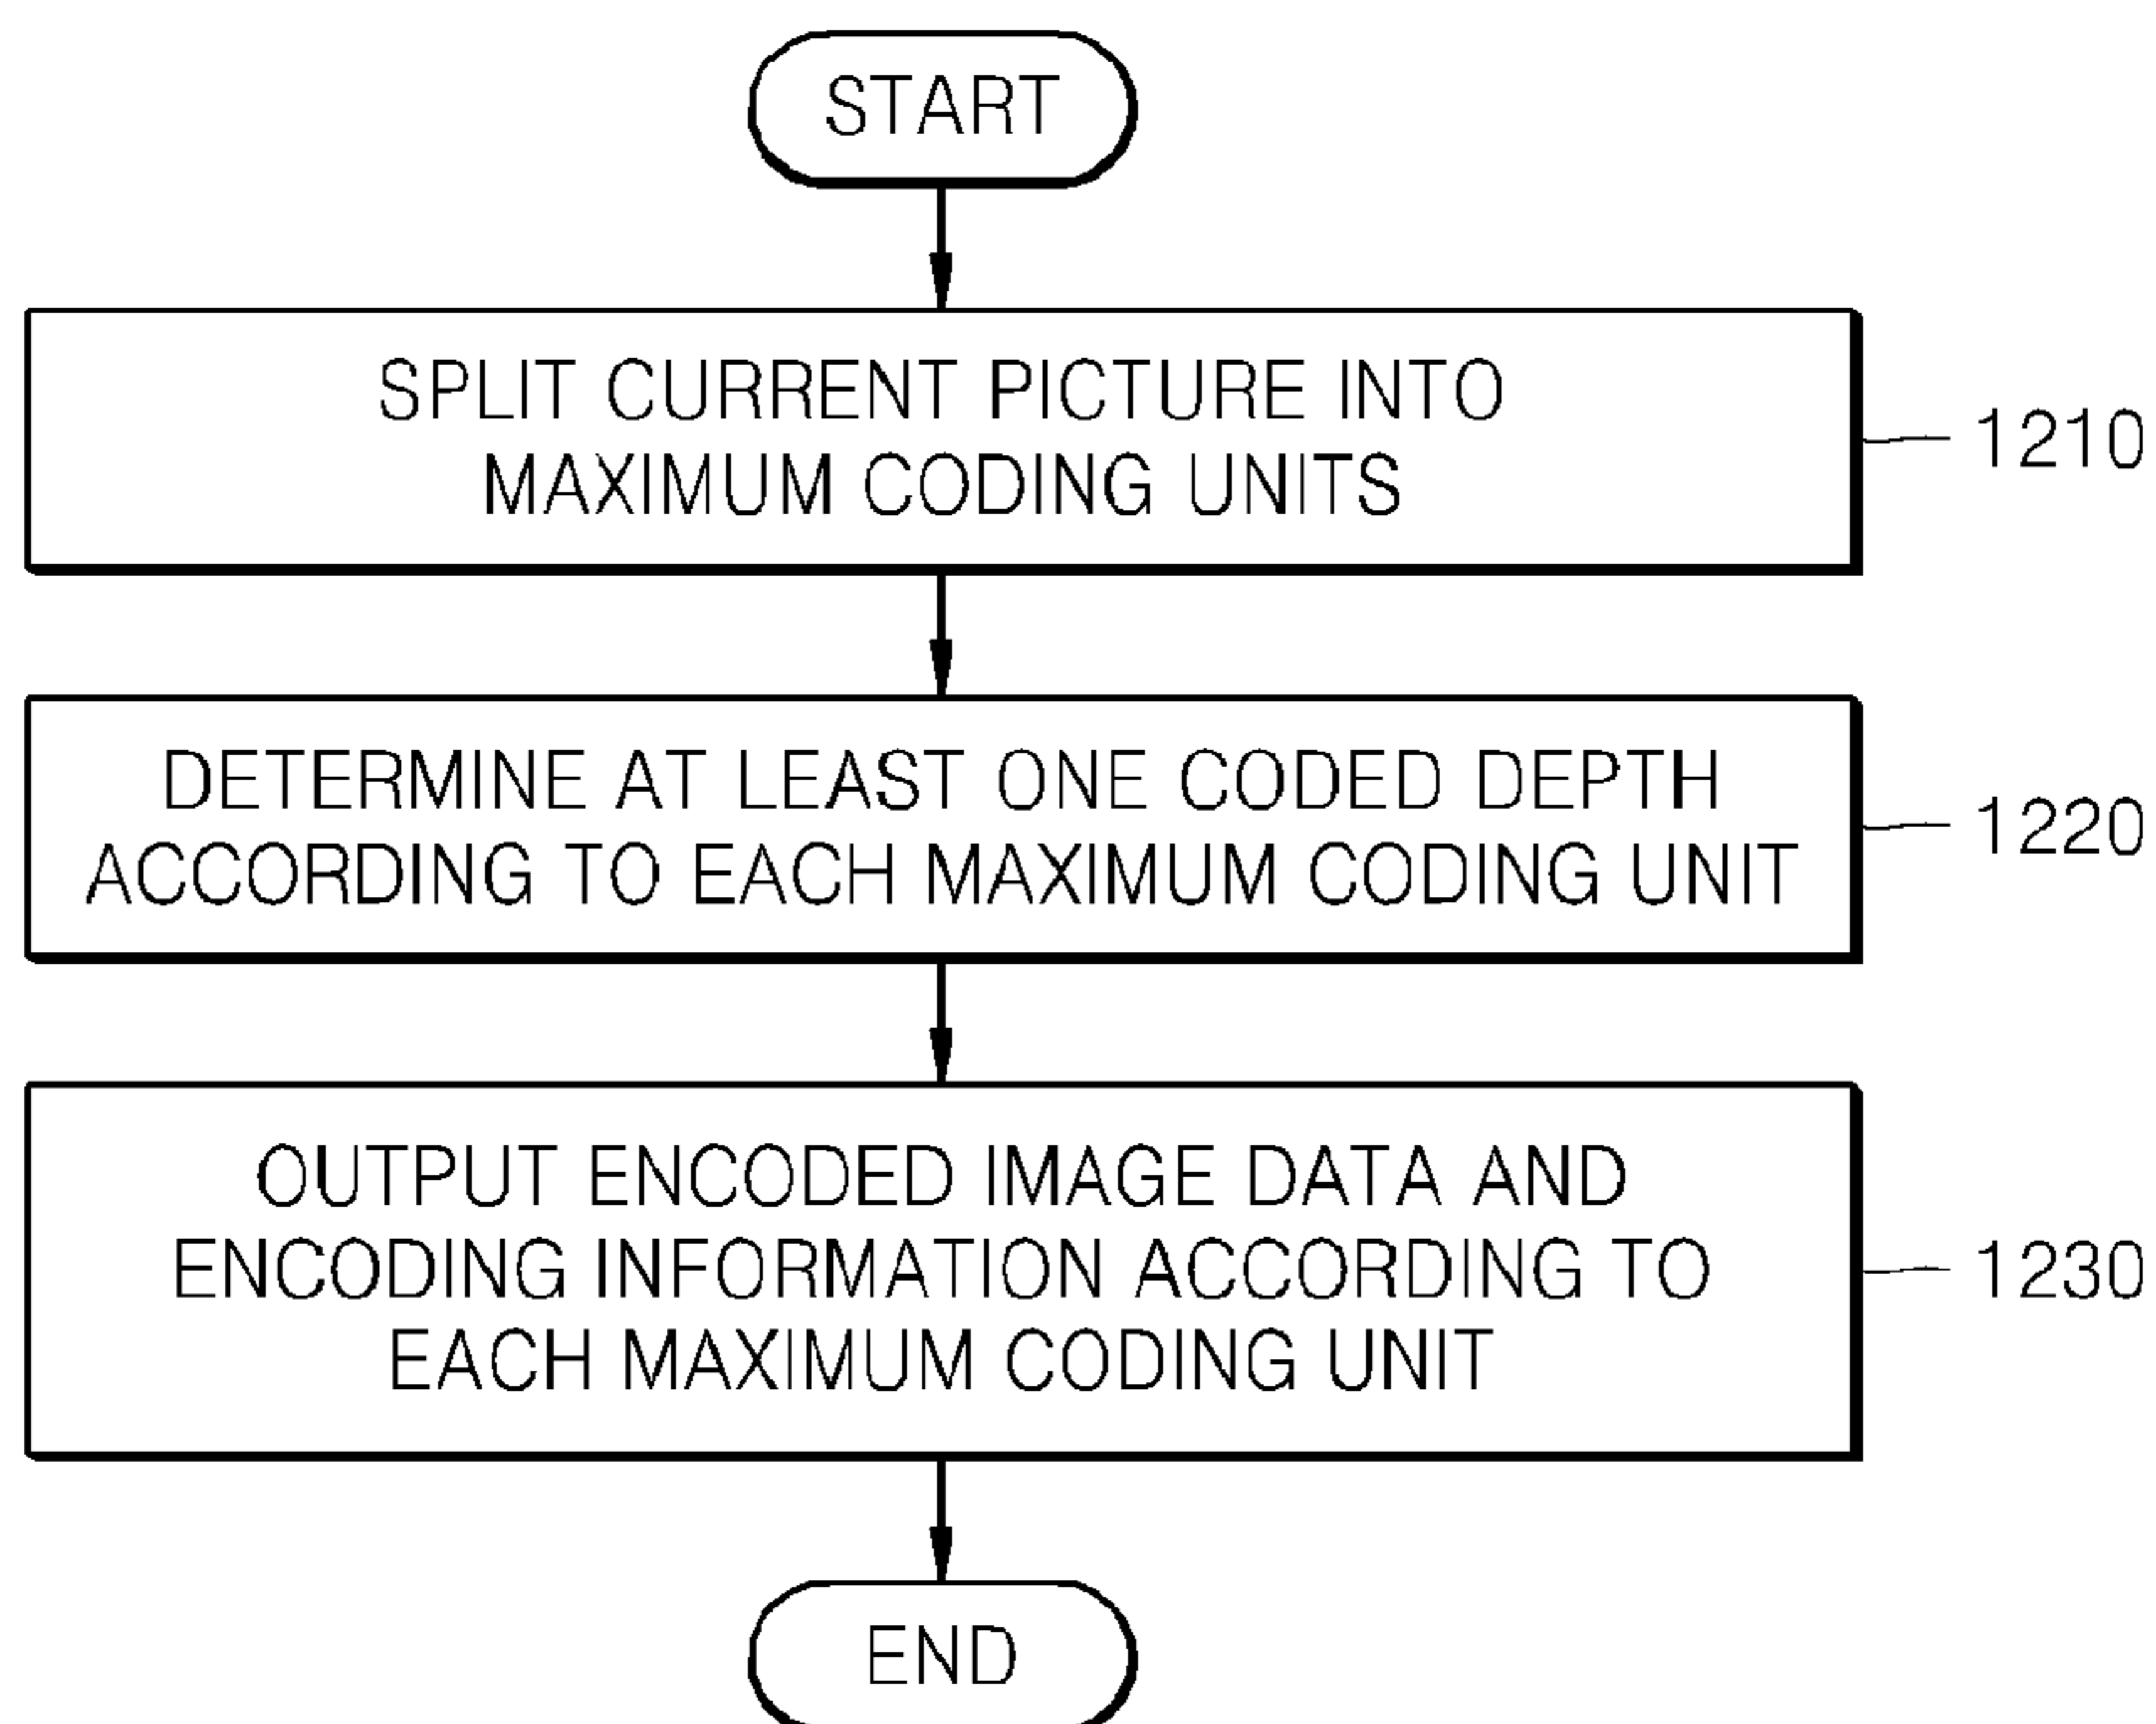 START
SPLIT CURRENT PICTURE INTO
MAXIMUM CODING UNITS
1210
DETERMINE AT LEAST ONE CODED DEPTH
ACCORDING TO EACH MAXIMUM CODING UNIT
1220
OUTPUT ENCODED IMAGE DATA AND
ENCODING INFORMATION ACCORDING TO
EACH MAXIMUM CODING UNIT
1230
END